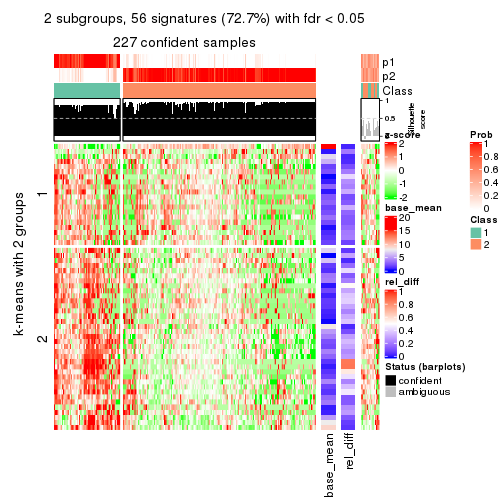 2 subgroups, 56 signatures (72.7%) with fdr < 0.05
227 confident samples
p1
p2
Class
1
0.5
0
Silhouette
score
k-means with 2 groups
1
2
base_mean
rel_diff
z-score
2
1
0
-1
-2
base_mean
20
15
10
5
0
rel_diff
1
0.8
0.6
0.4
0.2
0
Status (barplots)
confident
ambiguous
Prob
1
0.8
0.6
0.4
0.2
0
Class
1
2